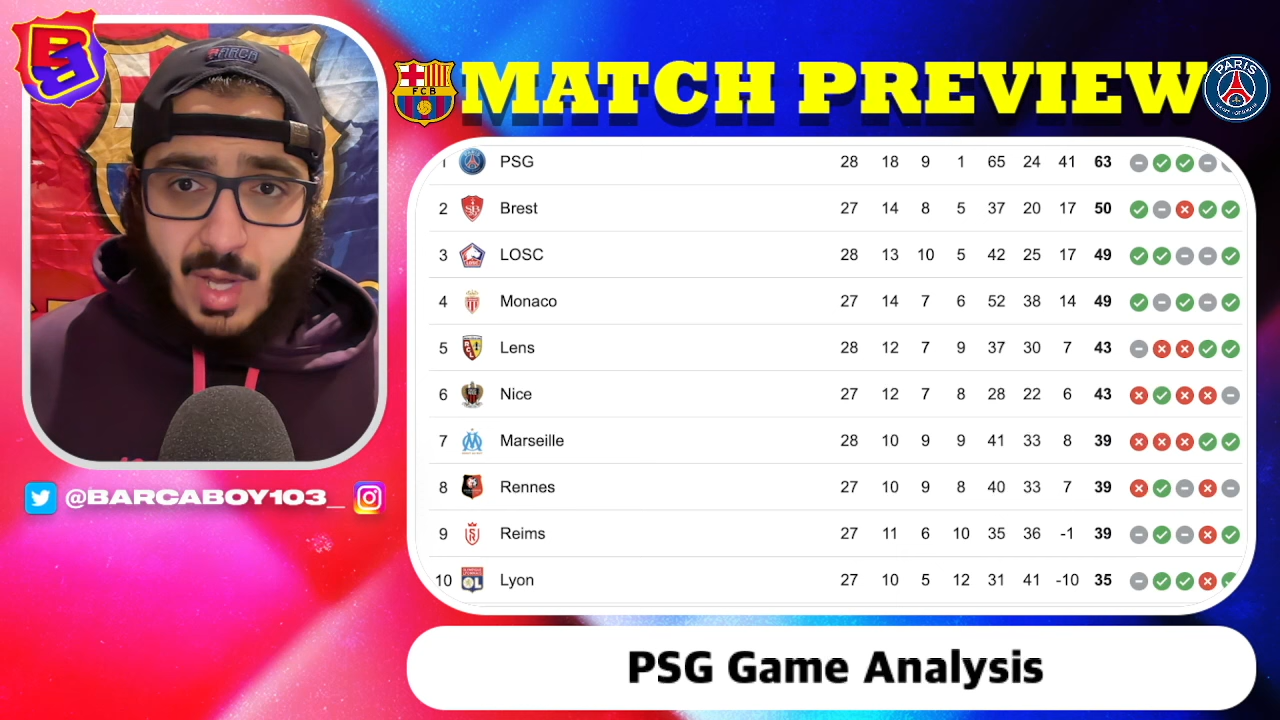 BARCA
MATCH PREVIEW
FCB
PARIS
1 PSG 28 18 9 1 65 24 41 63
2 Brest 27 14 8 5 37 20 17 50
3 LOSC 28 13 10 5 42 25 17 49
4 Monaco 27 14 7 6 52 38 14 49
5 Lens 28 12 7 9 37 30 7 43
6 Nice 27 12 7 8 28 22 6 43
7 Marseille 28 10 9 9 41 33 8 39
8 Rennes 27 10 9 8 40 33 7 39
9 Reims 27 11 6 10 35 36 -1 39
10 Lyon 27 10 5 12 31 41 -10 35
@BARCABOY103_
PSG Game Analysis